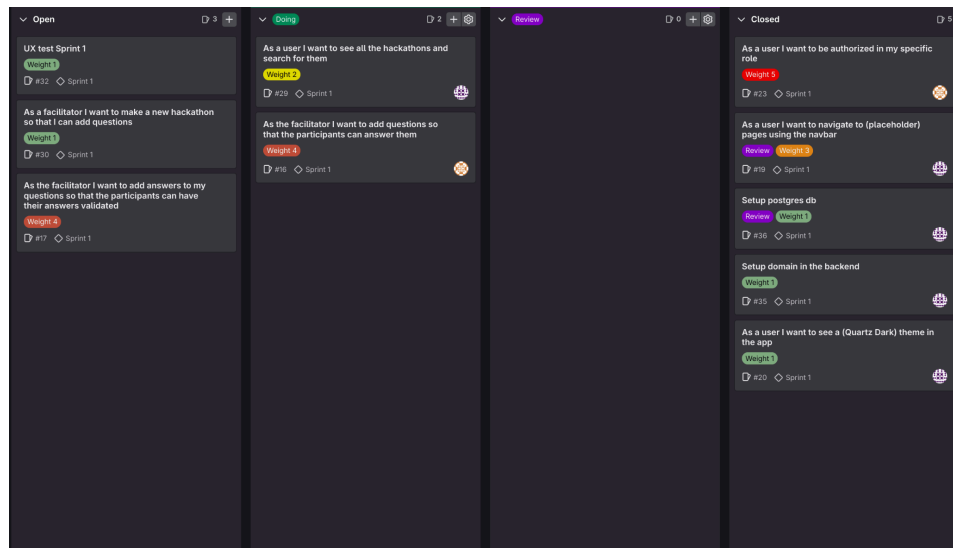 Open 3
UX test Sprint 1
Weight 1
#32 Sprint 1
As a facilitator I want to make a new hackathon
so that I can add questions
Weight 1
#30 Sprint 1
As the facilitator I want to add answers to my
questions so that the participants can have
their answers validated
Weight 4
#17 Sprint 1
Doing 2
As a user I want to see all the hackathons and
search for them
Weight 2
#29 Sprint 1
As the facilitator I want to add questions so
that the participants can answer them
Weight 4
#16 Sprint 1
Review 0
Closed 5
As a user I want to be authorized in my specific
role
Weight 5
#23 Sprint 1
As a user I want to navigate to (placeholder)
pages using the navbar
Review Weight 3
#19 Sprint 1
Setup postgres db
Review Weight 1
#36 Sprint 1
Setup domain in the backend
Weight 1
#35 Sprint 1
As a user I want to see a (Quartz Dark) theme in
the app
Weight 1
#20 Sprint 1